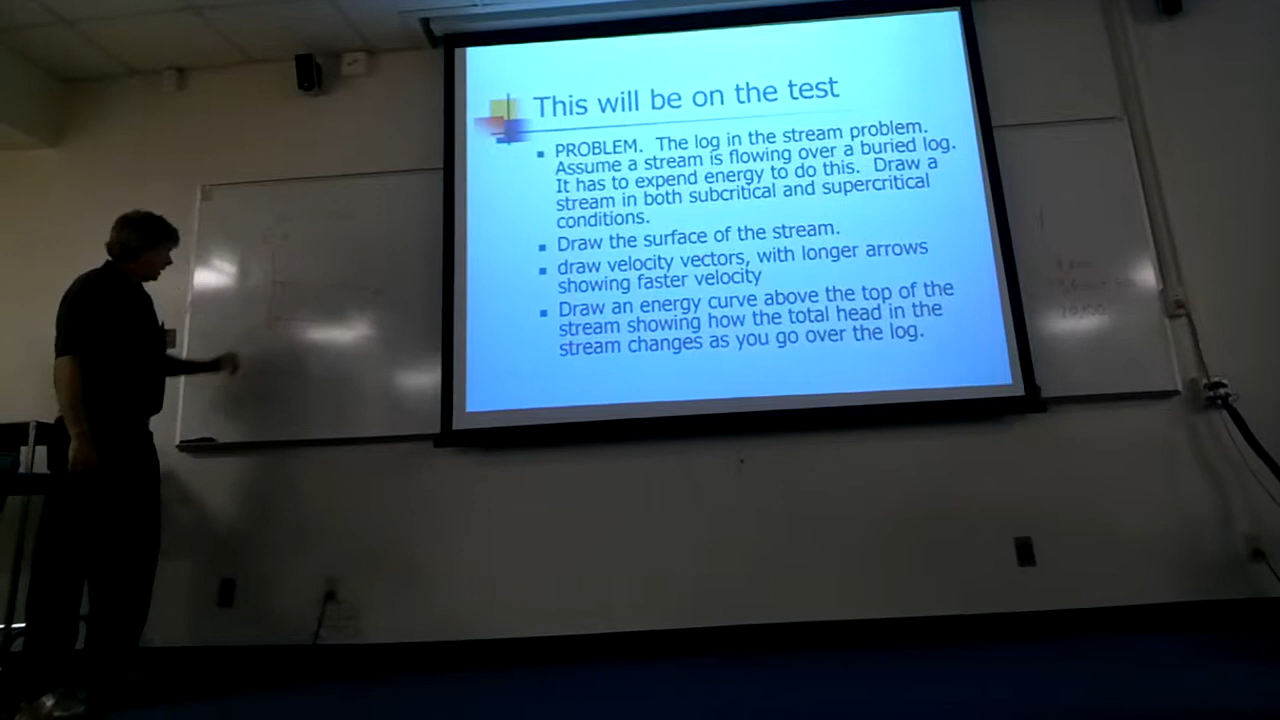 This will be on the test
PROBLEM. The log in the stream problem.
Assume a stream is flowing over a buried log.
It has to expend energy to do this. Draw a
stream in both subcritical and supercritical
conditions.
Draw the surface of the stream.
draw velocity vectors, with longer arrows
showing faster velocity
Draw an energy curve above the top of the
stream showing how the total head in the
stream changes as you go over the log.